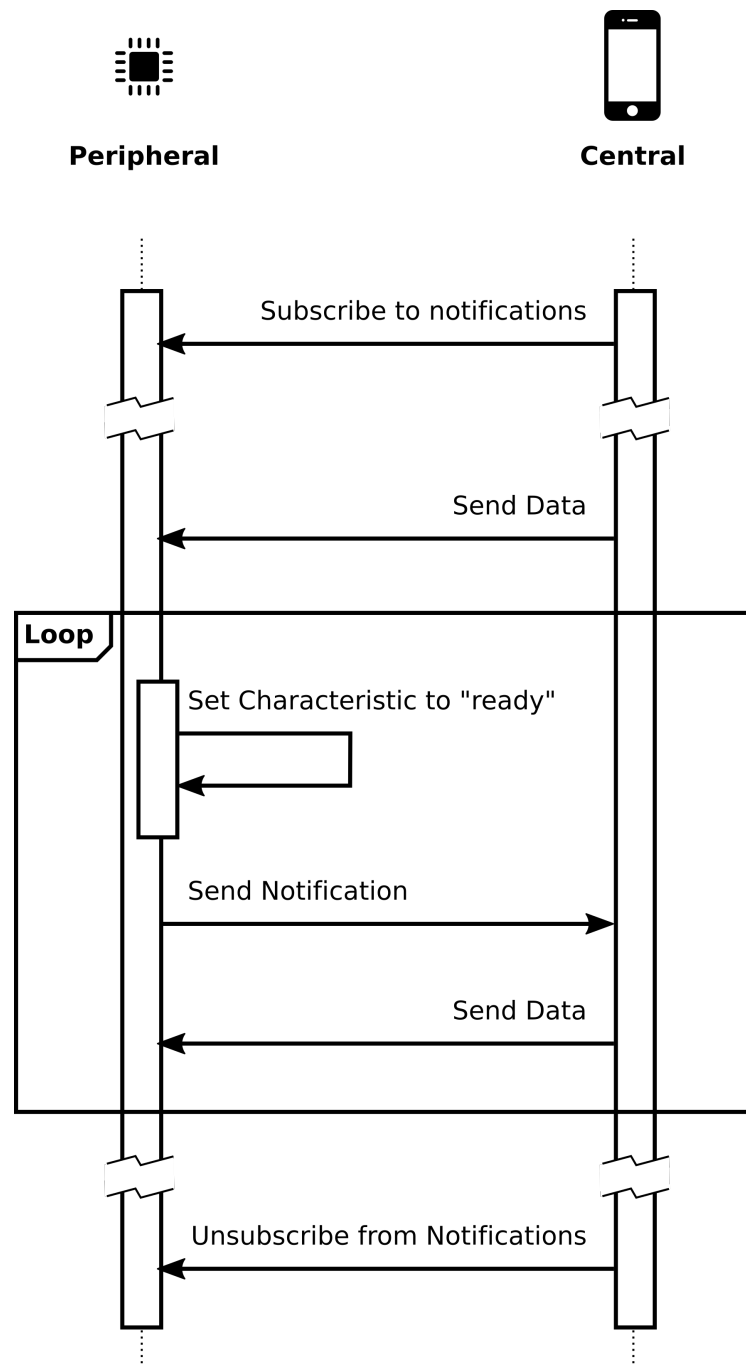 Peripheral
Central
Subscribe to notifications
Send Data
Loop
Set Characteristic to "ready"
Send Notification
Send Data
Unsubscribe from Notifications